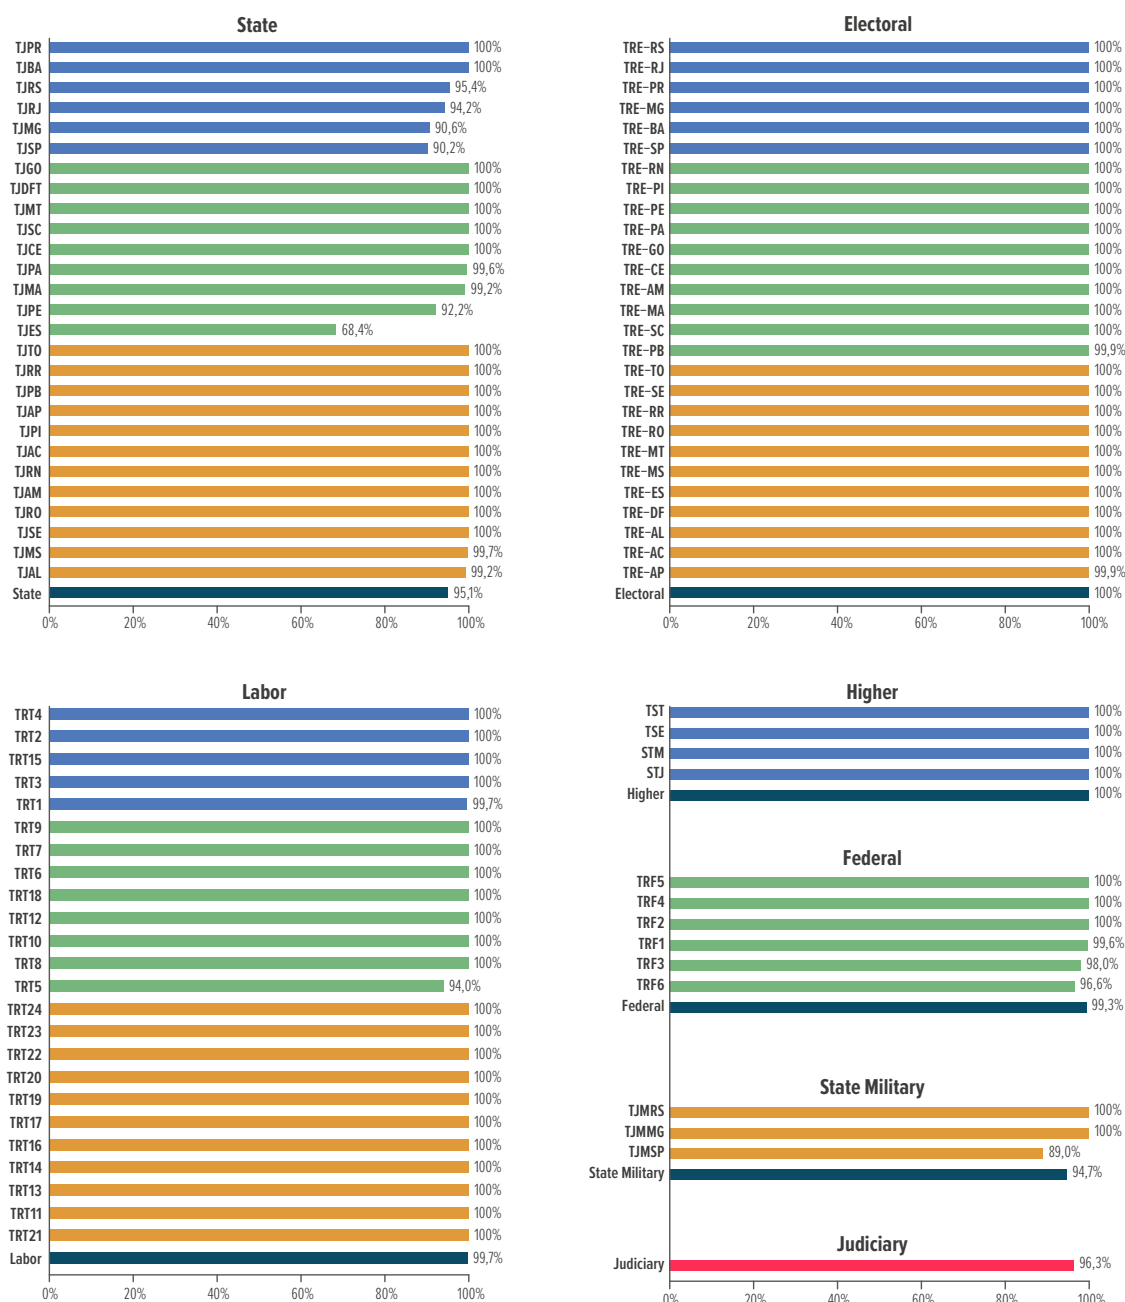 State
TJPR 100%
TJBA 100%
TJRS 95,4%
TJRJ 94,2%
TJMG 90,6%
TJSP 90,2%
TJGO 100%
TJDFT 100%
TJMT 100%
TJSC 100%
TJCE 100%
TJPA 99,6%
TJMA 99,2%
TJPE 92,2%
TJES 68,4%
TJTO 100%
TJRR 100%
TJPB 100%
TJAP 100%
TJPI 100%
TJAC 100%
TJRN 100%
TJAM 100%
TJRO 100%
TJSE 100%
TJMS 99,7%
TJAL 99,2%
State 95,1%
0% 20% 40% 60% 80% 100%
Electoral
TRE-RS 100%
TRE-RJ 100%
TRE-PR 100%
TRE-MG 100%
TRE-BA 100%
TRE-SP 100%
TRE-RN 100%
TRE-PI 100%
TRE-PE 100%
TRE-PA 100%
TRE-GO 100%
TRE-CE 100%
TRE-AM 100%
TRE-MA 100%
TRE-SC 100%
TRE-PB 99,9%
TRE-TO 100%
TRE-SE 100%
TRE-RR 100%
TRE-RO 100%
TRE-MT 100%
TRE-MS 100%
TRE-ES 100%
TRE-DF 100%
TRE-AL 100%
TRE-AC 100%
TRE-AP 99,9%
Electoral 100%
0% 20% 40% 60% 80% 100%
Labor
TRT4 100%
TRT2 100%
TRT15 100%
TRT3 100%
TRT1 99,7%
TRT9 100%
TRT7 100%
TRT6 100%
TRT18 100%
TRT12 100%
TRT10 100%
TRT8 100%
TRT5 94,0%
TRT24 100%
TRT23 100%
TRT22 100%
TRT20 100%
TRT19 100%
TRT17 100%
TRT16 100%
TRT14 100%
TRT13 100%
TRT11 100%
TRT21 100%
Labor 99,7%
0% 20% 40% 60% 80% 100%
Higher
TST 100%
TSE 100%
STM 100%
STJ 100%
Higher 100%
Federal
TRF5 100%
TRF4 100%
TRF2 100%
TRF1 99,6%
TRF3 98,0%
TRF6 96,6%
Federal 99,3%
State Military
TJMRS 100%
TJMMG 100%
TJMSP 89,0%
State Military 94,7%
Judiciary
Judiciary 96,3%
0% 20% 40% 60% 80% 100%